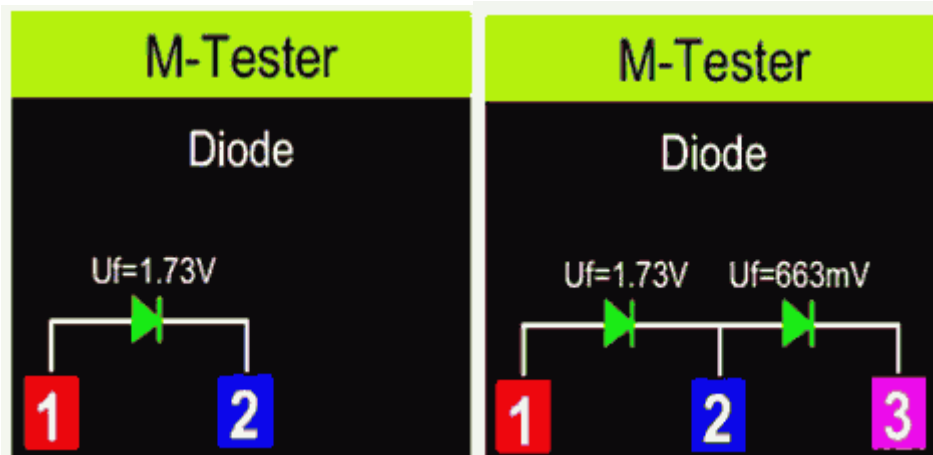 M-Tester
Diode
Uf=1.73V
1 2
M-Tester
Diode
Uf=1.73V Uf=663mV
1 2 3